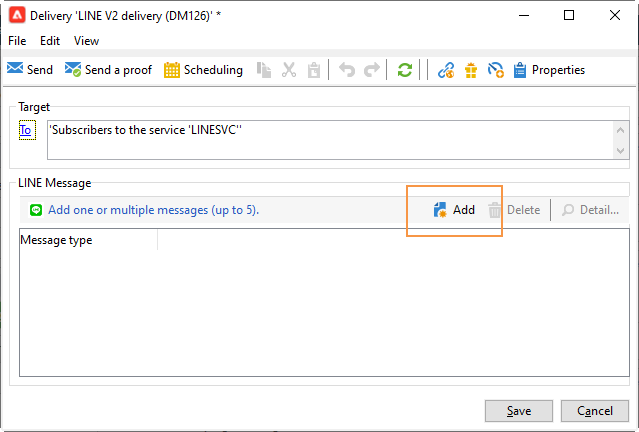 Delivery 'LINE V2 delivery (DM126)' *
File Edit View
Send Send a proof Scheduling Properties
Target
To 'Subscribers to the service 'LINESVC''
LINE Message
LINE Add one or multiple messages (up to 5). Add Delete Detail...
Message type
Save Cancel